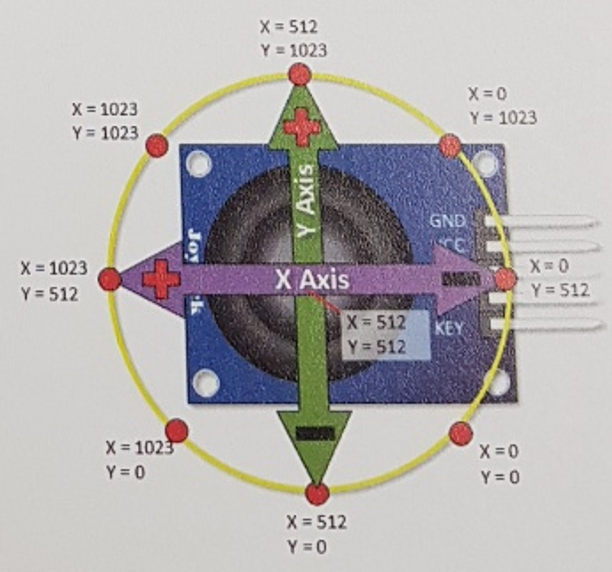 X = 512
Y = 1023
X = 1023
Y = 1023
X = 0
Y = 1023
Y Axis
GND
X = 1023
Y = 512
X Axis
X = 0
Y = 512
X = 512
Y = 512
KEY
X = 1023
Y = 0
X = 0
Y = 0
X = 512
Y = 0